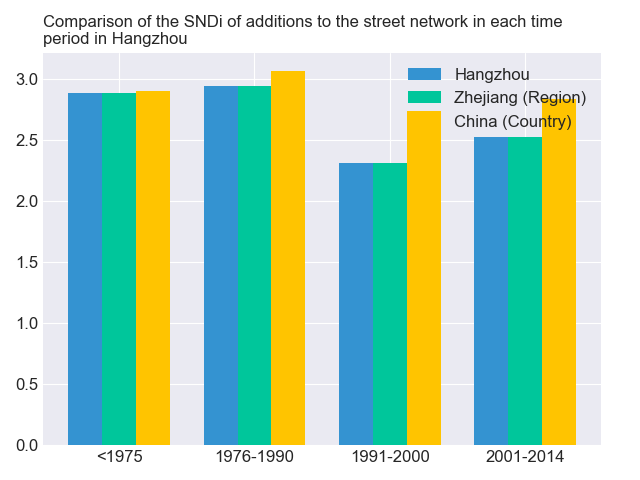 Comparison of the SNDi of additions to the street network in each time
period in Hangzhou
Hangzhou
Zhejiang (Region)
China (Country)
3.0
2.5
2.0
1.5
1.0
0.5
0.0
<1975
1976-1990
1991-2000
2001-2014